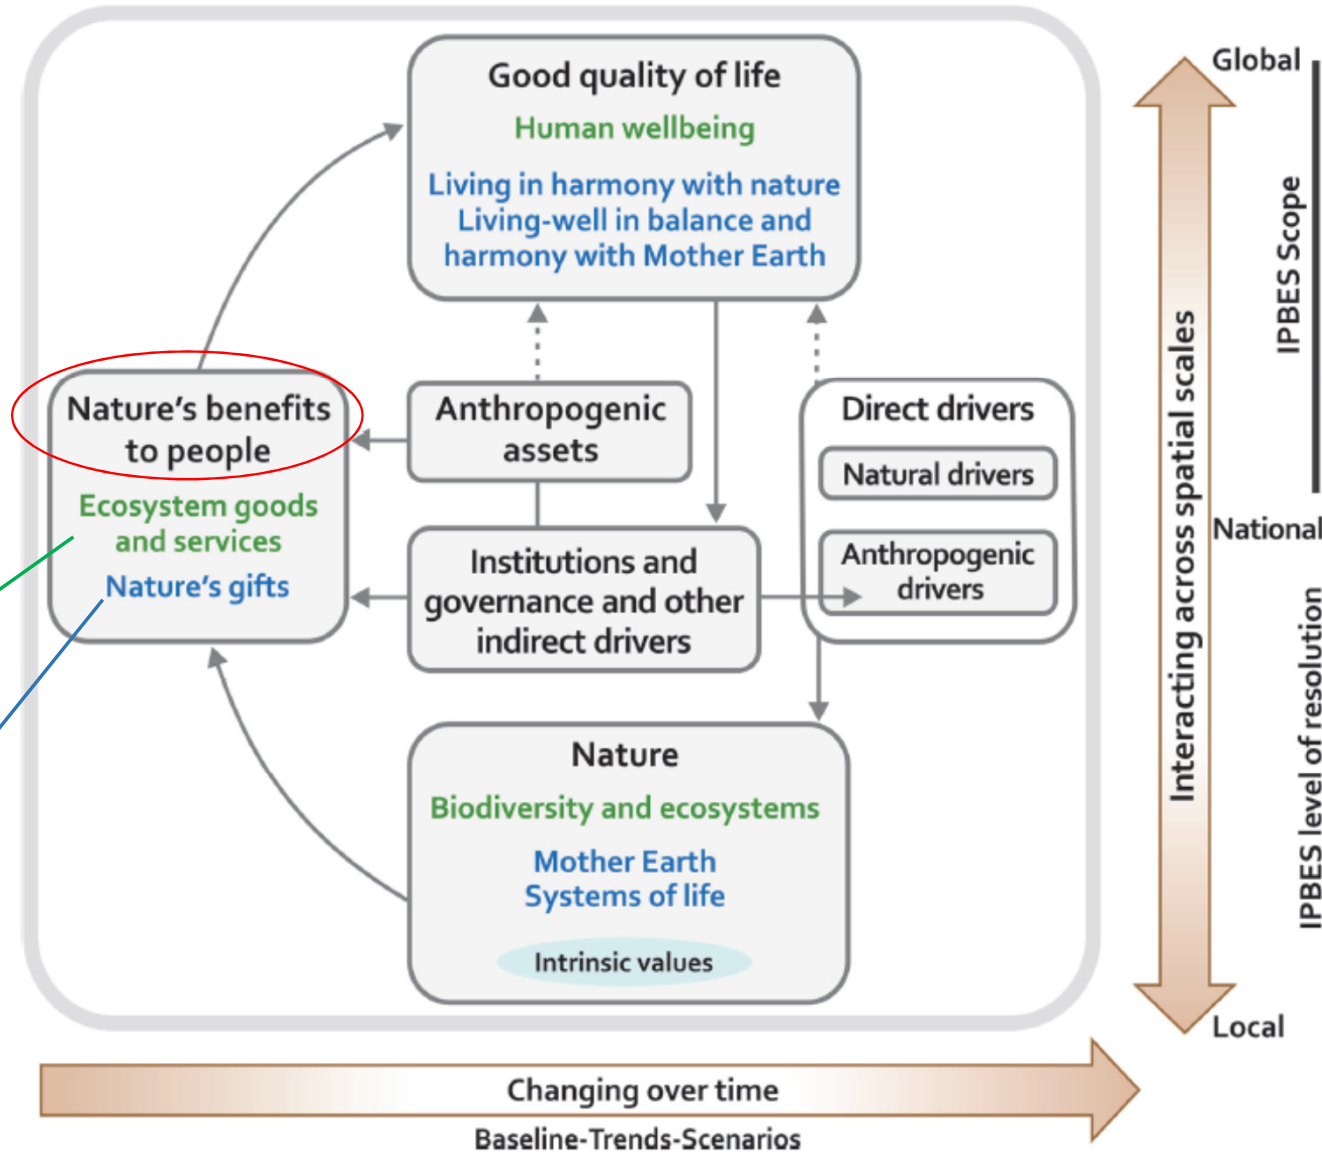 Good quality of life
Human wellbeing
Living in harmony with nature
Living-well in balance and
harmony with Mother Earth
Nature's benefits
to people
Ecosystem goods
and services
Nature's gifts
Anthropogenic
assets
Institutions and
governance and other
indirect drivers
Direct drivers
Natural drivers
Anthropogenic
drivers
Nature
Biodiversity and ecosystems
Mother Earth
Systems of life
Intrinsic values
Changing over time
Baseline-Trends-Scenarios
Interacting across spatial scales
Global
IPBES Scope
National
IPBES level of resolution
Local